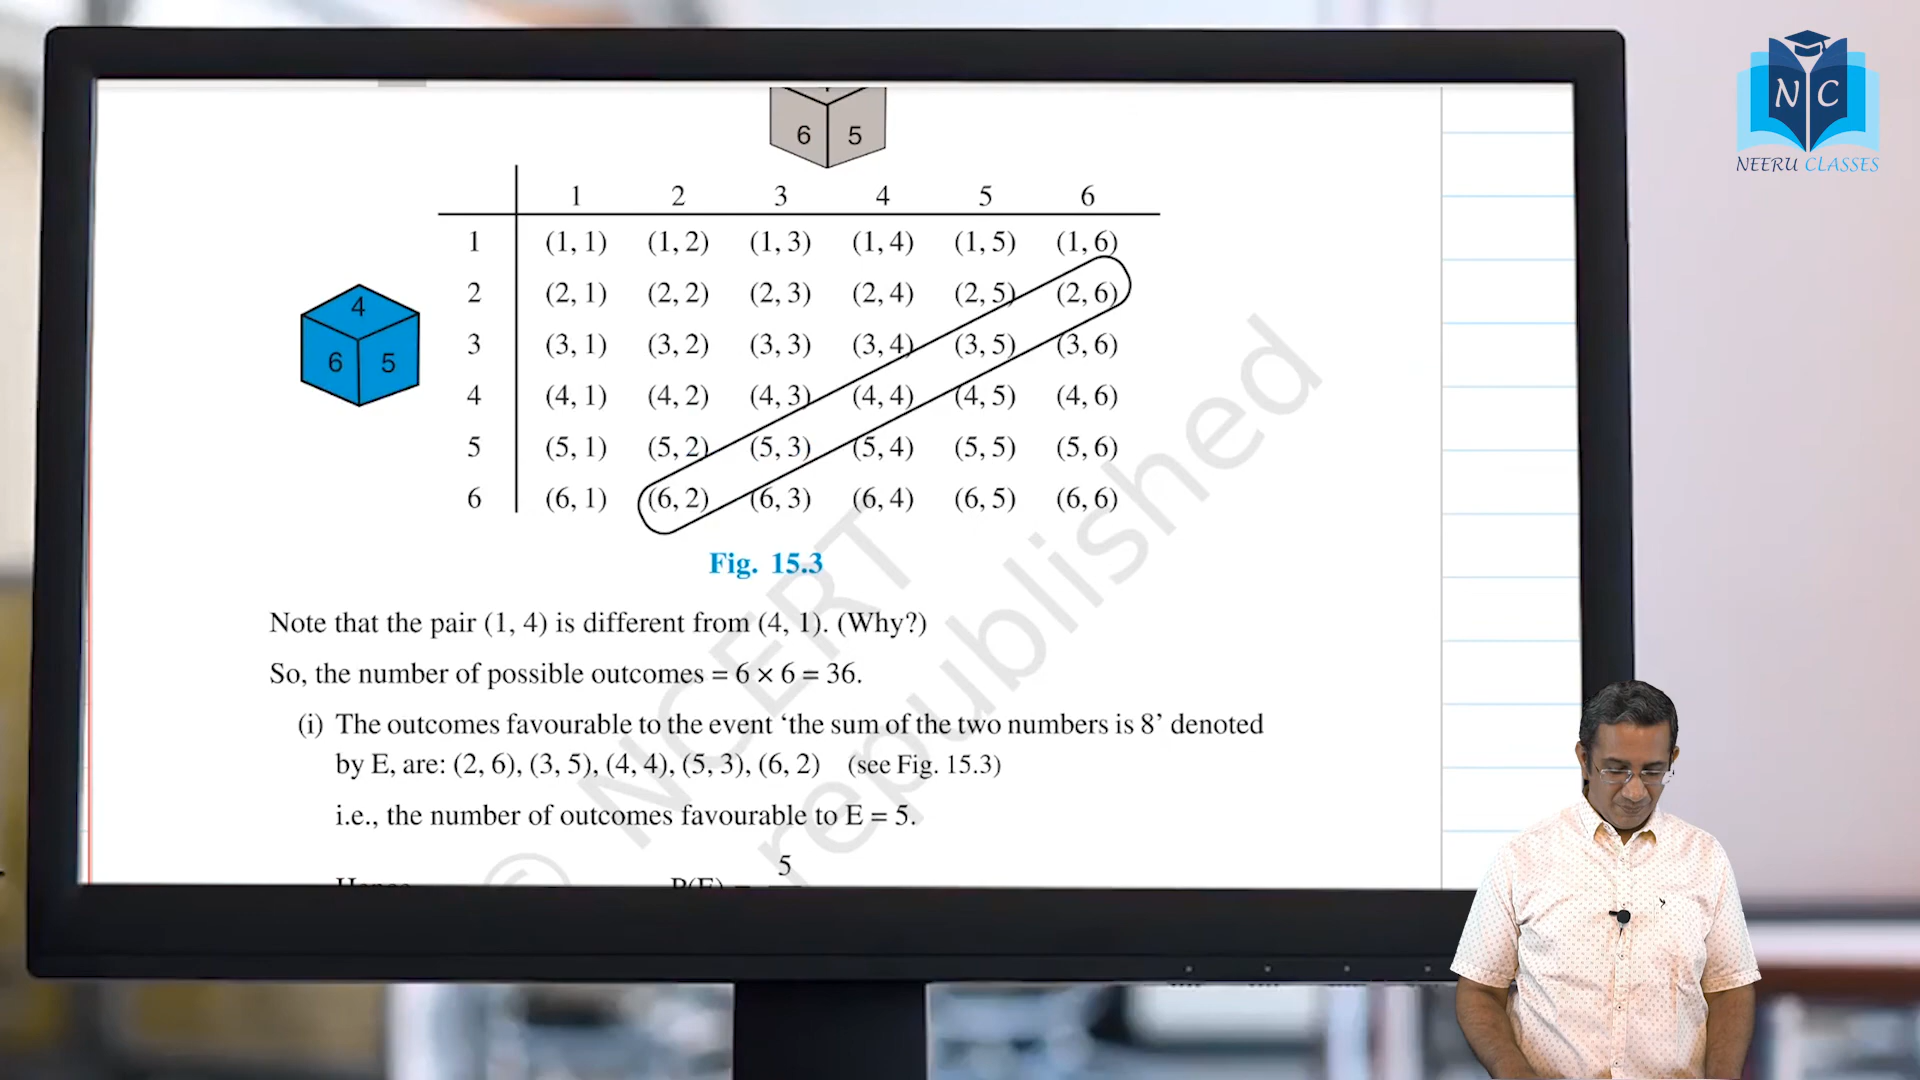 N C
NEERU CLASSES
6 5
1 2 3 4 5 6
1 (1, 1) (1, 2) (1, 3) (1, 4) (1, 5) (1, 6)
2 (2, 1) (2, 2) (2, 3) (2, 4) (2, 5) (2, 6)
3 (3, 1) (3, 2) (3, 3) (3, 4) (3, 5) (3, 6)
4 (4, 1) (4, 2) (4, 3) (4, 4) (4, 5) (4, 6)
5 (5, 1) (5, 2) (5, 3) (5, 4) (5, 5) (5, 6)
6 (6, 1) (6, 2) (6, 3) (6, 4) (6, 5) (6, 6)
4
6 5
Fig. 15.3
Note that the pair (1, 4) is different from (4, 1). (Why?)
So, the number of possible outcomes = 6 × 6 = 36.
(i) The outcomes favourable to the event ‘the sum of the two numbers is 8’ denoted
by E, are: (2, 6), (3, 5), (4, 4), (5, 3), (6, 2) (see Fig. 15.3)
i.e., the number of outcomes favourable to E = 5.
5
Hence P(E) =
© NCERT
republished